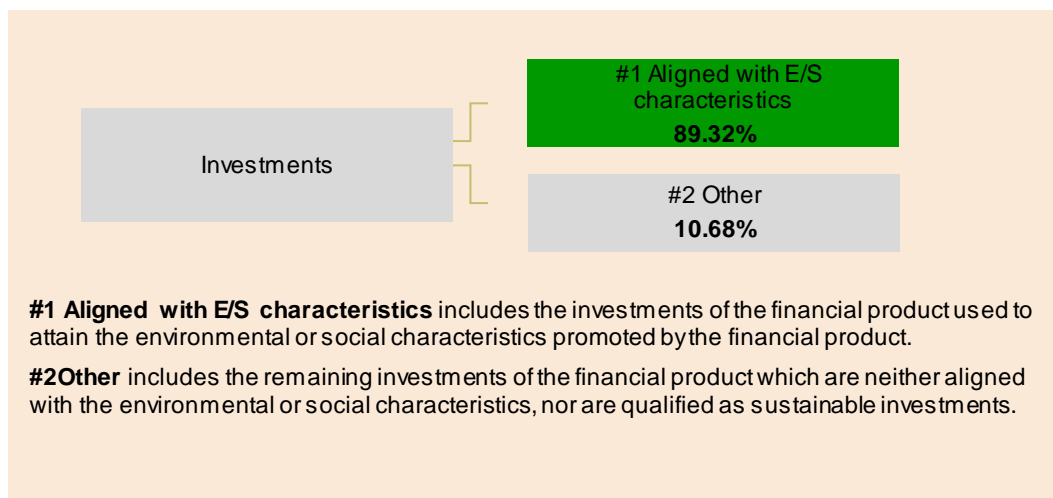 #1 Aligned with E/S
characteristics
89.32%
Investments
#2 Other
10.68%
#1 Aligned with E/S characteristics includes the investments of the financial product used to
attain the environmental or social characteristics promoted by the financial product.
#2Other includes the remaining investments of the financial product which are neither aligned
with the environmental or social characteristics, nor are qualified as sustainable investments.